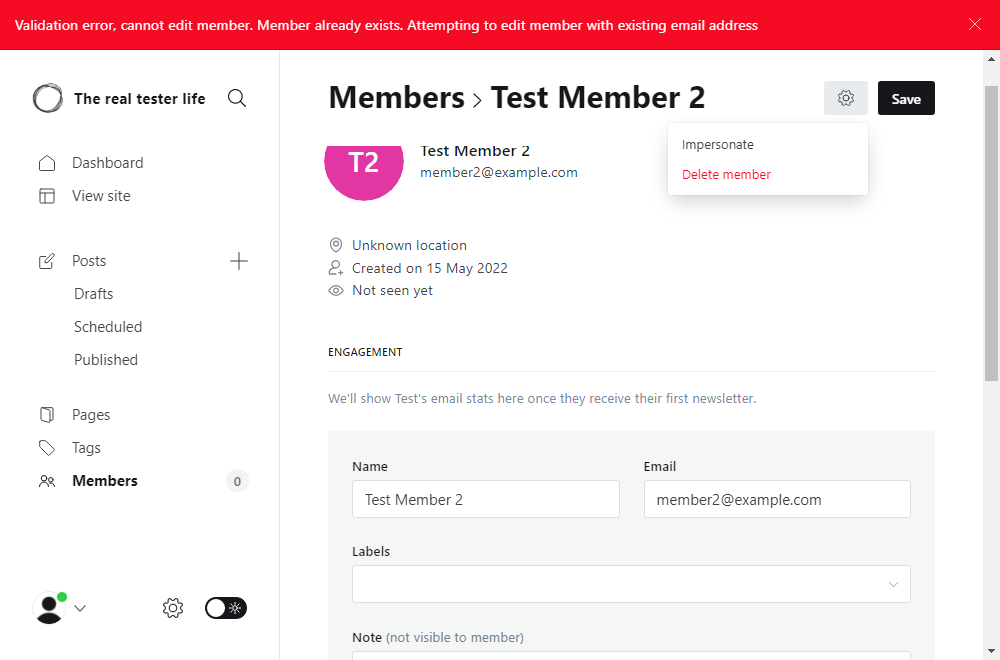 Validation error, cannot edit member. Member already exists. Attempting to edit member with existing email address
The real tester life
Dashboard
View site
Posts
Drafts
Scheduled
Published
Pages
Tags
Members
0
Members › Test Member 2
Save
Impersonate
Delete member
T2
Test Member 2
member2@example.com
Unknown location
Created on 15 May 2022
Not seen yet
ENGAGEMENT
We'll show Test's email stats here once they receive their first newsletter.
Name
Email
Test Member 2
member2@example.com
Labels
Note (not visible to member)